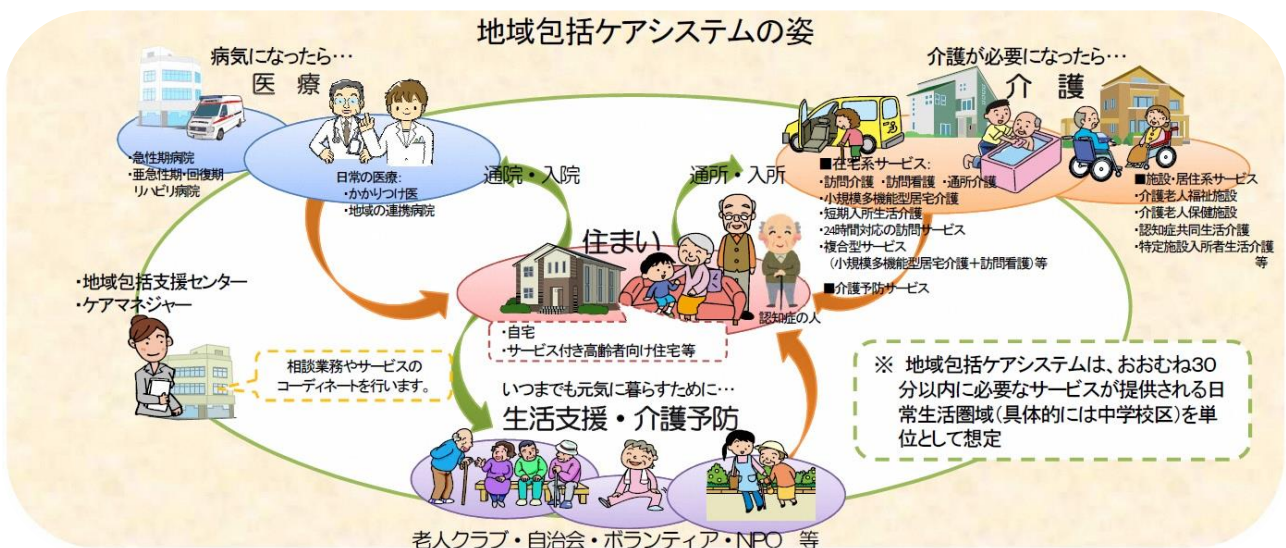 地域包括ケアシステムの姿
病気になったら…
医 療
・急性期病院
・亜急性期・回復期
リハビリ病院
日常の医療:
・かかりつけ医
・地域の連携病院
通院・入院
通所・入所
介護が必要になったら…
介 護
■在宅系サービス:
・訪問介護 ・訪問看護 ・通所介護
・小規模多機能型居宅介護
・短期入所生活介護
・24時間対応の訪問サービス
・複合型サービス
(小規模多機能型居宅介護+訪問看護)等
■介護予防サービス
■施設・居住系サービス
・介護老人福祉施設
・介護老人保健施設
・認知症共同生活介護
・特定施設入所者生活介護
等
住まい
認知症の人
・自宅
・サービス付き高齢者向け住宅等
・地域包括支援センター
・ケアマネジャー
相談業務やサービスの
コーディネートを行います。
いつまでも元気に暮らすために…
生活支援・介護予防
老人クラブ・自治会・ボランティア・NPO 等
※ 地域包括ケアシステムは、おおむね30
分以内に必要なサービスが提供される日
常生活圏域(具体的には中学校区)を単
位として想定